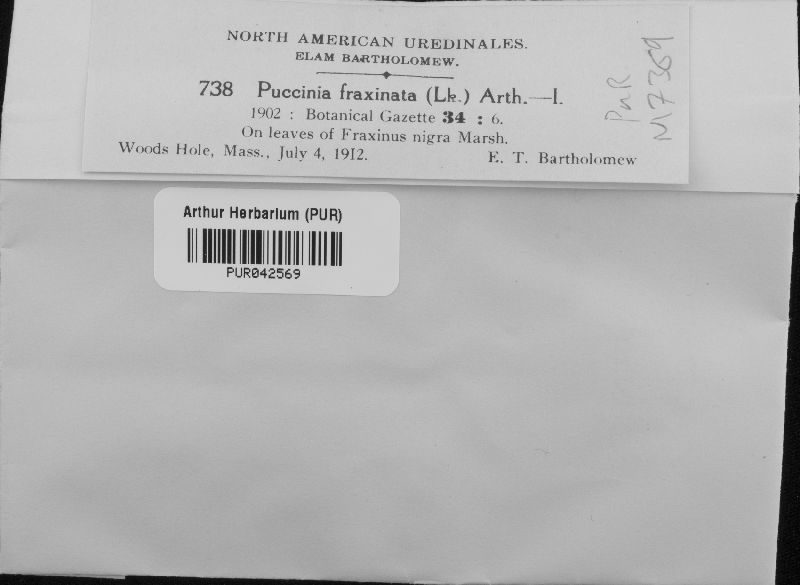 NORTH AMERICAN UREDINALES.
ELAM BARTHOLOMEW.
738 Puccinia fraxinata (Lk.) Arth.—I.
1902 : Botanical Gazette 34 : 6.
On leaves of Fraxinus nigra Marsh.
Woods Hole, Mass., July 4, 1912. E. T. Bartholomew
PUR
M7369
Arthur Herbarium (PUR)
PUR042569